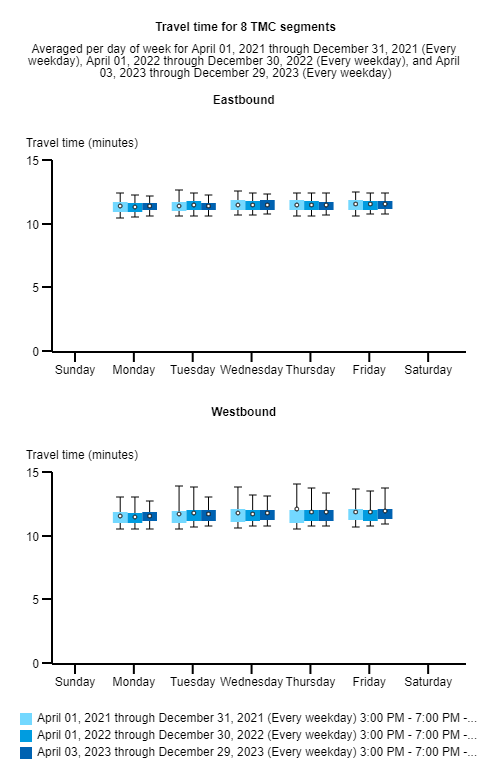 Travel time for 8 TMC segments
Averaged per day of week for April 01, 2021 through December 31, 2021 (Every
weekday), April 01, 2022 through December 30, 2022 (Every weekday), and April
03, 2023 through December 29, 2023 (Every weekday)
Eastbound
Travel time (minutes)
15
10
5
0
Sunday Monday Tuesday Wednesday Thursday Friday Saturday
Westbound
Travel time (minutes)
15
10
5
0
Sunday Monday Tuesday Wednesday Thursday Friday Saturday
April 01, 2021 through December 31, 2021 (Every weekday) 3:00 PM - 7:00 PM -...
April 01, 2022 through December 30, 2022 (Every weekday) 3:00 PM - 7:00 PM -...
April 03, 2023 through December 29, 2023 (Every weekday) 3:00 PM - 7:00 PM -...